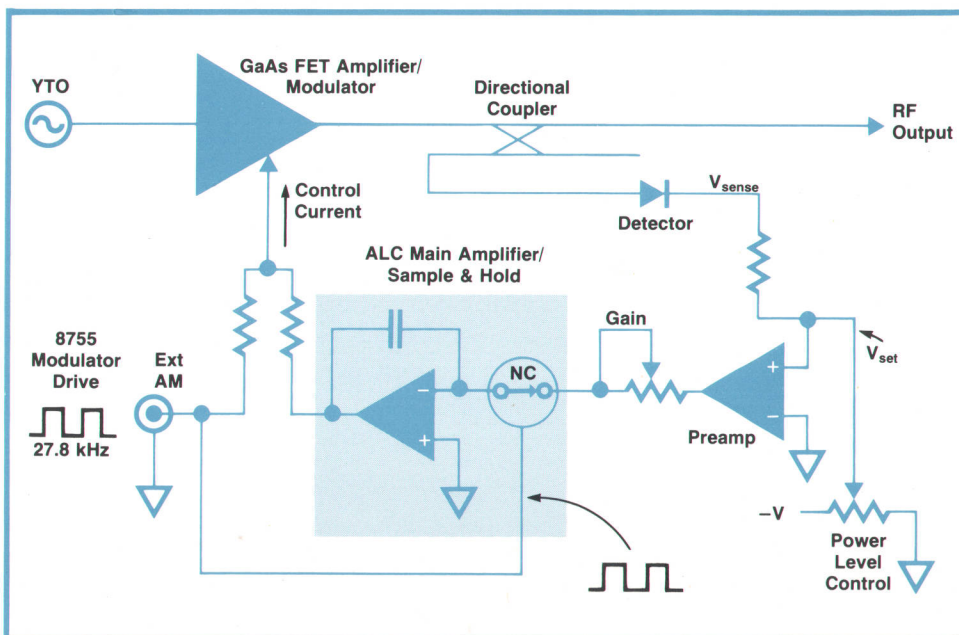 GaAs FET Amplifier/
Modulator
YTO
Directional
Coupler
RF
Output
Control
Current
V_sense
Detector
ALC Main Amplifier/
Sample & Hold
8755
Modulator
Drive
Ext
AM
27.8 kHz
Gain
NC
V_set
+
−
−
+
Preamp
−V
Power
Level
Control